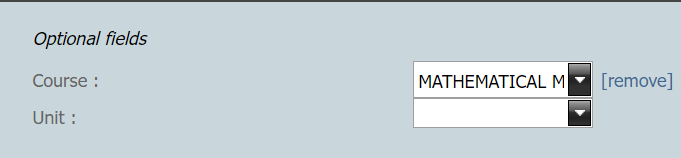 Optional fields
Course : MATHEMATICAL M [remove]
Unit :